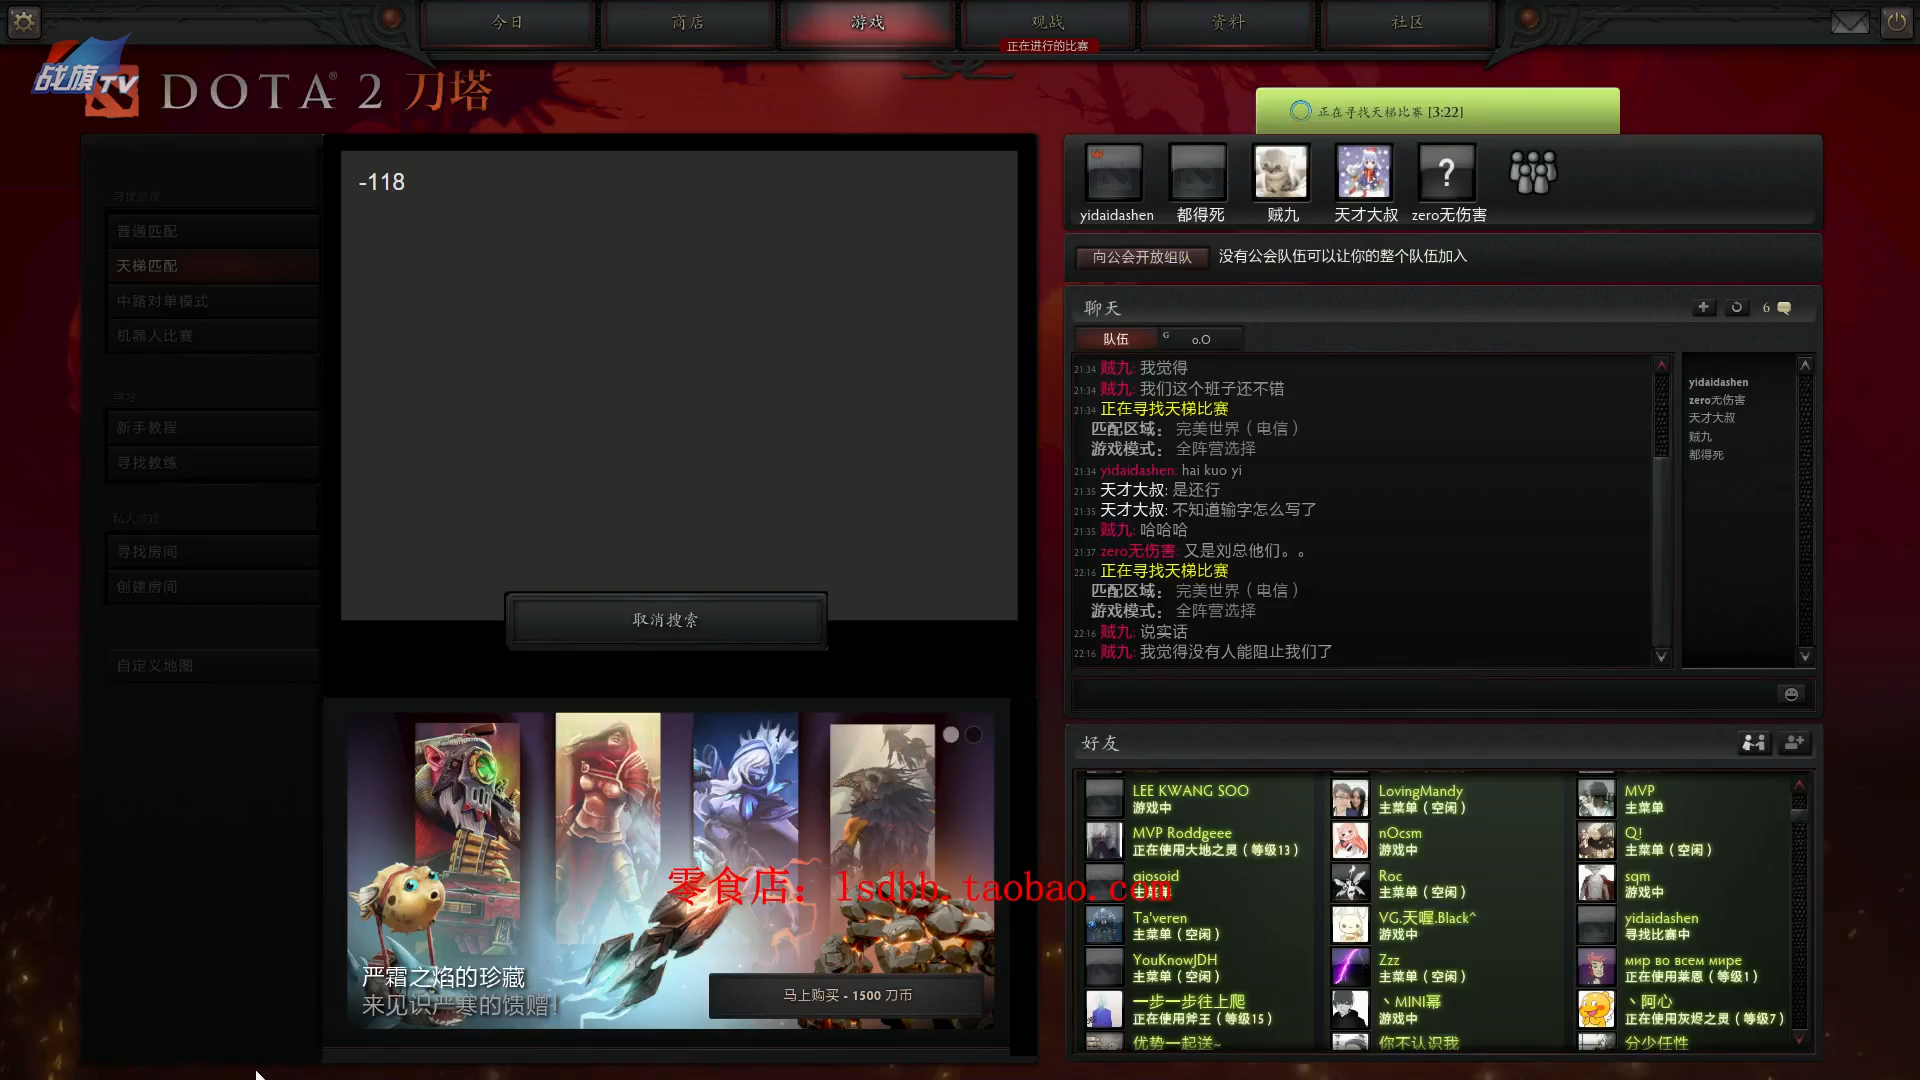 今日
商店
游戏
观战
正在进行的比赛
资料
社区
战旗TV
DOTA 2 刀塔
正在寻找天梯比赛 [3:22]
寻找游戏
普通匹配
天梯匹配
中路对单模式
机器人比赛
学习
新手教程
寻找教练
私人游戏
寻找房间
创建房间
自定义地图
-118
取消搜索
严霜之焰的珍藏
来见识严寒的馈赠!
马上购买 - 1500 刀币
零食店: lsdbb.taobao.com
yidaidashen
都得死
贼九
天才大叔
?
zero无伤害
向公会开放组队
没有公会队伍可以让你的整个队伍加入
聊天
6
队伍
G
o.O
21:34 贼九: 我觉得
21:34 贼九: 我们这个班子还不错
21:34 正在寻找天梯比赛
匹配区域: 完美世界（电信）
游戏模式: 全阵营选择
21:34 yidaidashen: hai kuo yi
21:35 天才大叔: 是还行
21:35 天才大叔: 不知道输字怎么写了
21:35 贼九: 哈哈哈
21:37 zero无伤害: 又是刘总他们。。
22:16 正在寻找天梯比赛
匹配区域: 完美世界（电信）
游戏模式: 全阵营选择
22:16 贼九: 说实话
22:16 贼九: 我觉得没有人能阻止我们了
yidaidashen
zero无伤害
天才大叔
贼九
都得死
好友
LEE KWANG SOO
游戏中
LovingMandy
主菜单（空闲）
MVP
主菜单
MVP Roddgeee
正在使用大地之灵（等级13）
nOcsm
游戏中
Q!
主菜单（空闲）
qiosoid
主菜单
Roc
主菜单（空闲）
sqm
游戏中
Ta'veren
主菜单（空闲）
VG.天喔.Black^
游戏中
yidaidashen
寻找比赛中
YouKnowJDH
主菜单（空闲）
Zzz
主菜单（空闲）
мир во всем мире
正在使用莱恩（等级1）
一步一步往上爬
正在使用斧王（等级15）
丶MINI幂
游戏中
丶阿心
正在使用灰烬之灵（等级7）
优势一起送~
你不认识我
分少任性